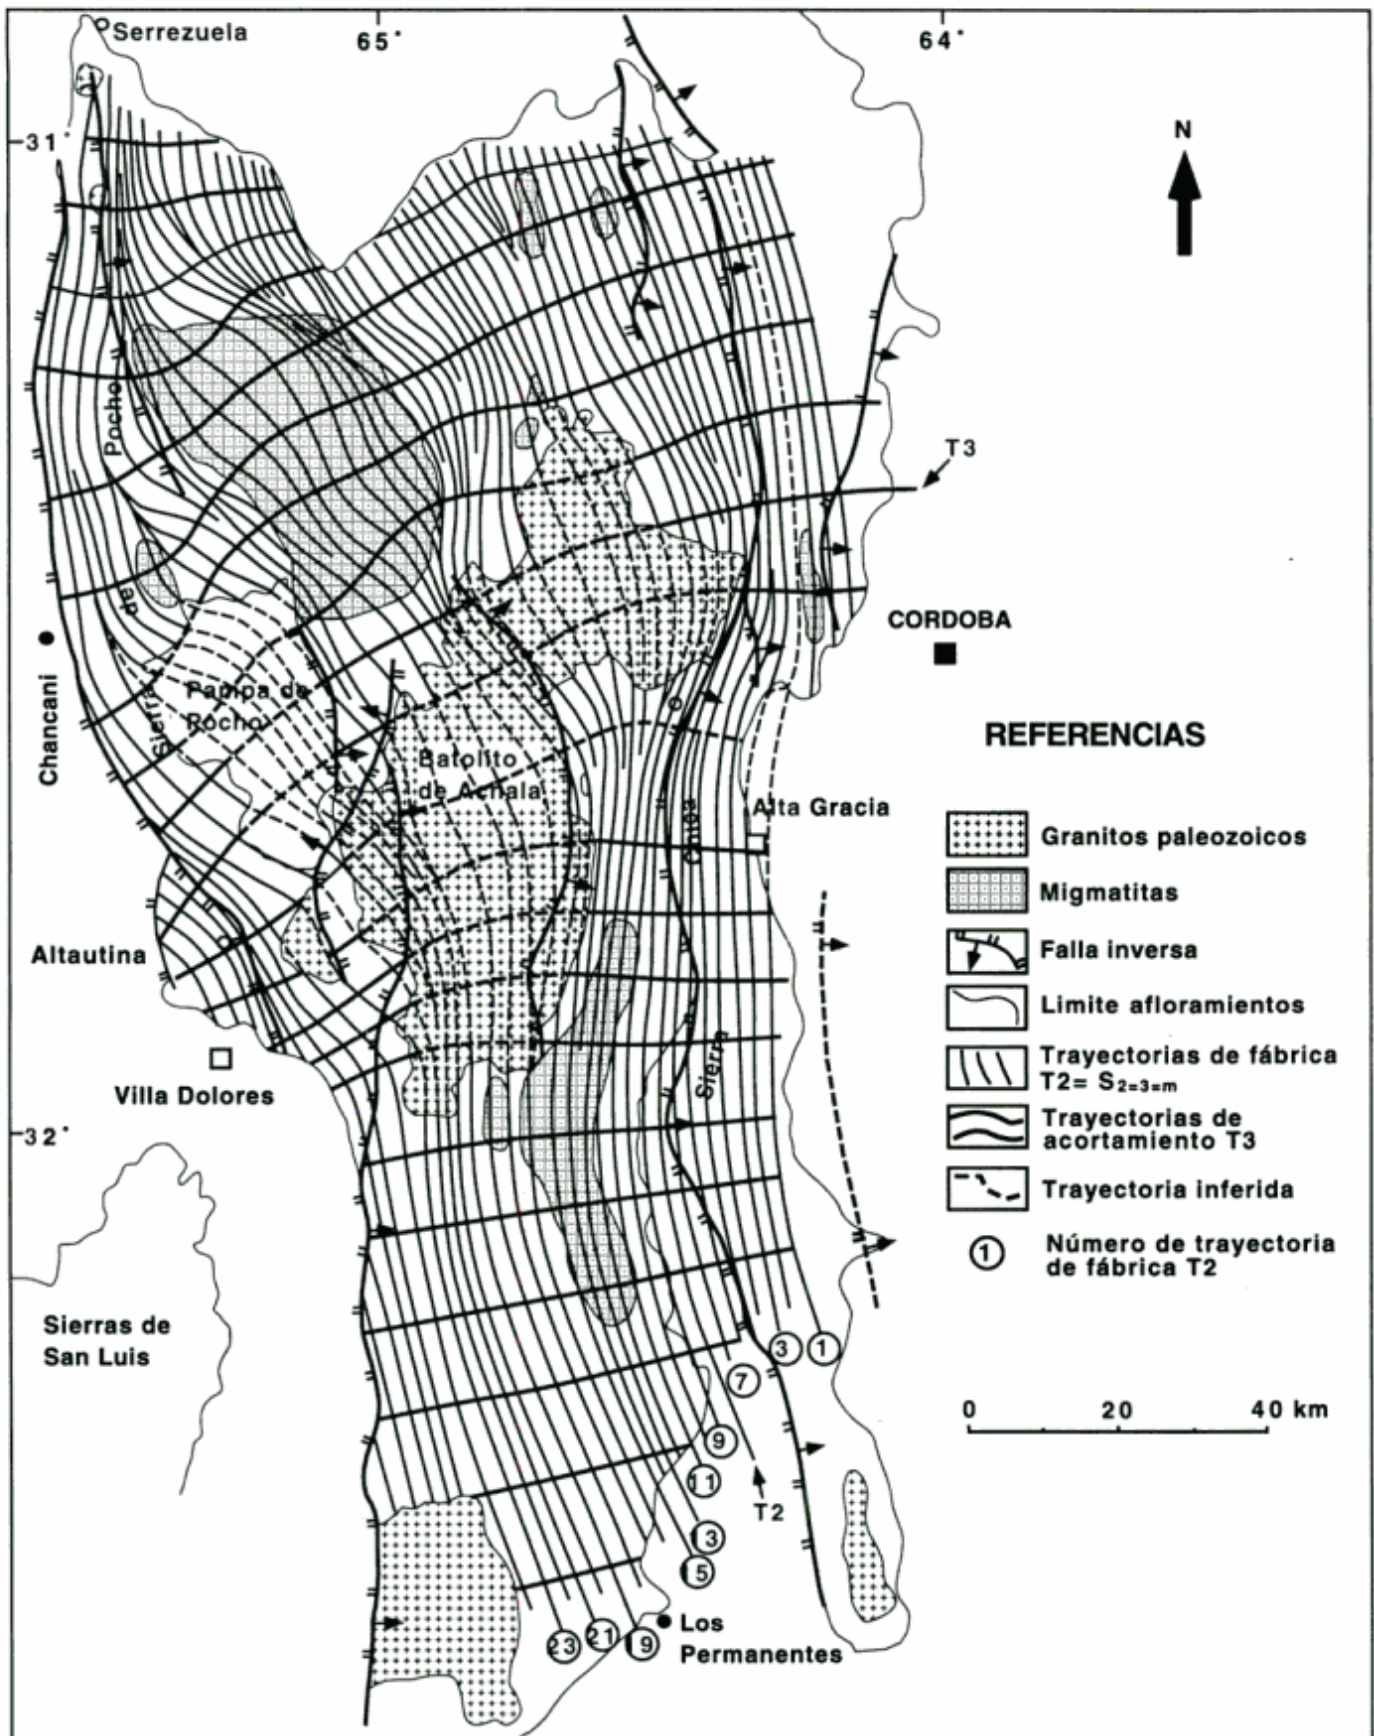 Serrezuela
65°
64°
31°
N
Pocho
T3
de
CORDOBA
Chancani
Sierra
Pampa de
Pocho
REFERENCIAS
Batolito
de Achala
Alta Gracia
Chica
Granitos paleozoicos
Migmatitas
Altautina
Falla inversa
Limite afloramientos
Sierra
Villa Dolores
Trayectorias de fábrica
T2= S2=3=m
32°
Trayectorias de
acortamiento T3
Trayectoria inferida
1
Número de trayectoria
de fábrica T2
Sierras de
San Luis
3
1
7
0 20 40 km
9
11
T2
13
15
Los
Permanentes
23
21
19